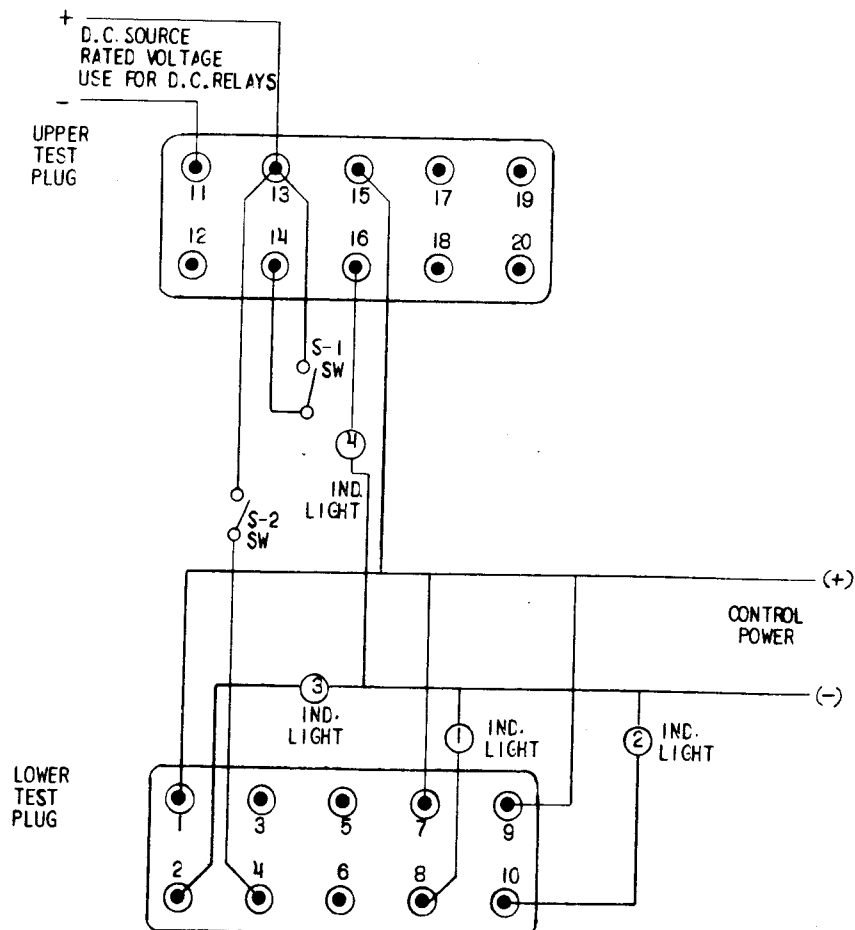 +
D.C. SOURCE
RATED VOLTAGE
USE FOR D.C. RELAYS
-
UPPER
TEST
PLUG
11 13 15 17 19
12 14 16 18 20
S-1
SW
4
IND.
LIGHT
S-2
SW
(+)
CONTROL
POWER
3
IND.
LIGHT
(-)
1
IND.
LIGHT
2
IND.
LIGHT
LOWER
TEST
PLUG
1 3 5 7 9
2 4 6 8 10